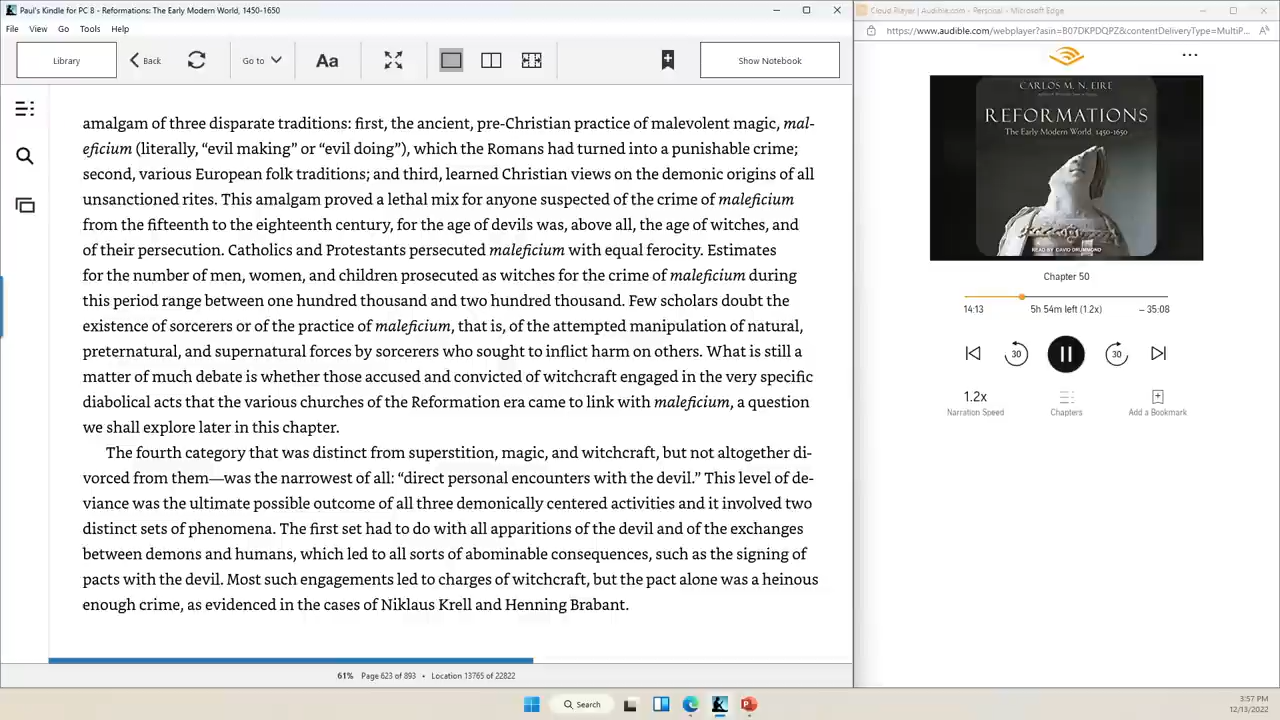 Paul's Kindle for PC 8 - Reformations: The Early Modern World, 1450-1650
File View Go Tools Help
Library
Back
Go to
Aa
Show Notebook
amalgam of three disparate traditions: first, the ancient, pre-Christian practice of malevolent magic, mal-
eficium (literally, “evil making” or “evil doing”), which the Romans had turned into a punishable crime;
second, various European folk traditions; and third, learned Christian views on the demonic origins of all
unsanctioned rites. This amalgam proved a lethal mix for anyone suspected of the crime of maleficium
from the fifteenth to the eighteenth century, for the age of devils was, above all, the age of witches, and
of their persecution. Catholics and Protestants persecuted maleficium with equal ferocity. Estimates
for the number of men, women, and children prosecuted as witches for the crime of maleficium during
this period range between one hundred thousand and two hundred thousand. Few scholars doubt the
existence of sorcerers or of the practice of maleficium, that is, of the attempted manipulation of natural,
preternatural, and supernatural forces by sorcerers who sought to inflict harm on others. What is still a
matter of much debate is whether those accused and convicted of witchcraft engaged in the very specific
diabolical acts that the various churches of the Reformation era came to link with maleficium, a question
we shall explore later in this chapter.
The fourth category that was distinct from superstition, magic, and witchcraft, but not altogether di-
vorced from them—was the narrowest of all: “direct personal encounters with the devil.” This level of de-
viance was the ultimate possible outcome of all three demonically centered activities and it involved two
distinct sets of phenomena. The first set had to do with all apparitions of the devil and of the exchanges
between demons and humans, which led to all sorts of abominable consequences, such as the signing of
pacts with the devil. Most such engagements led to charges of witchcraft, but the pact alone was a heinous
enough crime, as evidenced in the cases of Niklaus Krell and Henning Brabant.
61% Page 623 of 893 • Location 13765 of 22822
Cloud Player | Audible.com - Personal - Microsoft Edge
https://www.audible.com/webplayer?asin=B07DKPDQPZ&contentDeliveryType=MultiP...
CARLOS M. N. EIRE
REFORMATIONS
The Early Modern World, 1450-1650
READ BY DAVID DRUMMOND
Chapter 50
14:13 5h 54m left (1.2x) – 35:08
30 30
1.2x
Narration Speed Chapters Add a Bookmark
Search
3:57 PM
12/13/2022